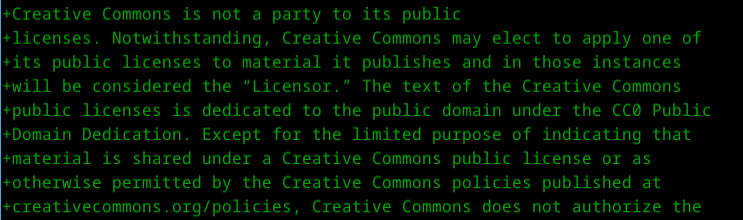 +Creative Commons is not a party to its public
+licenses. Notwithstanding, Creative Commons may elect to apply one of
+its public licenses to material it publishes and in those instances
+will be considered the “Licensor.” The text of the Creative Commons
+public licenses is dedicated to the public domain under the CC0 Public
+Domain Dedication. Except for the limited purpose of indicating that
+material is shared under a Creative Commons public license or as
+otherwise permitted by the Creative Commons policies published at
+creativecommons.org/policies, Creative Commons does not authorize the